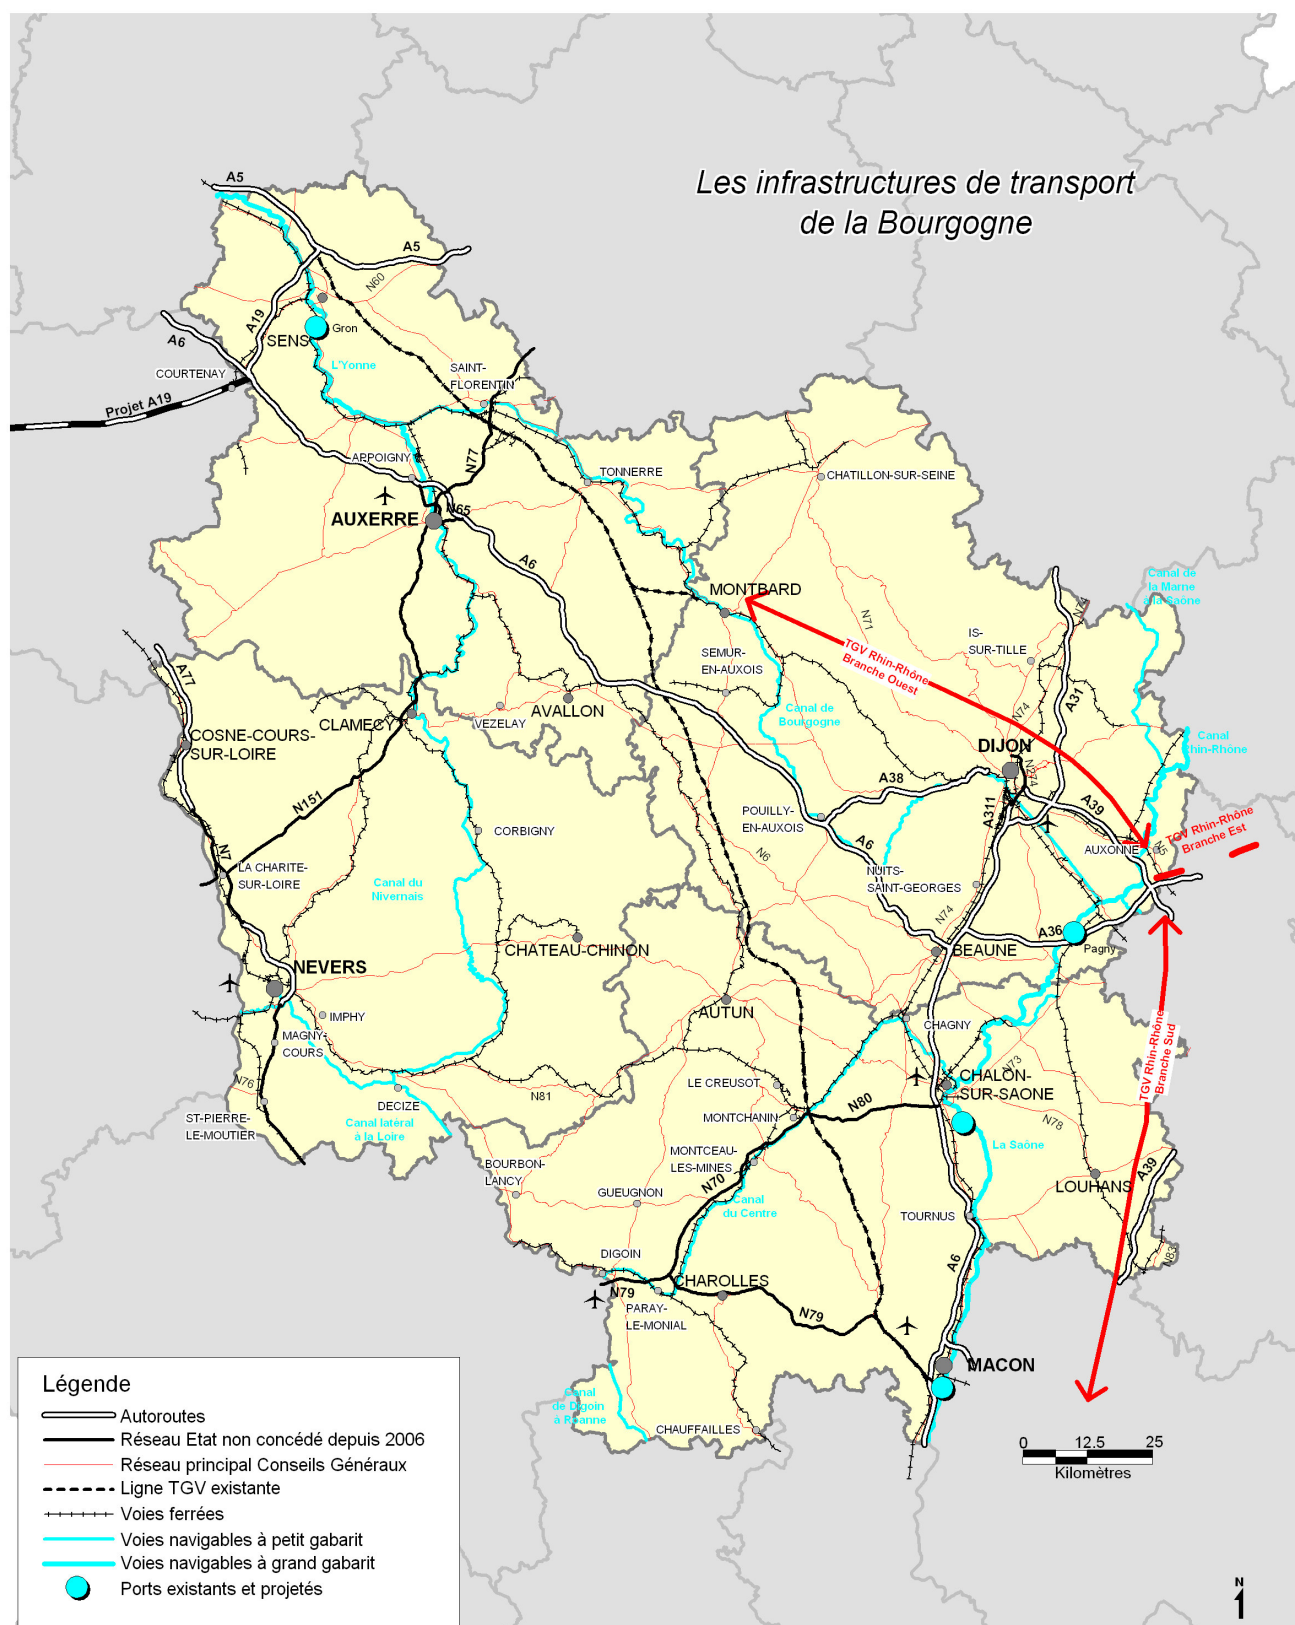 Les infrastructures de transport
de la Bourgogne
A5
A5
N60
A19
A6
SENS
Gron
L'Yonne
COURTENAY
Projet A19
SAINT-
FLORENTIN
N77
APPOIGNY
TONNERRE
CHATILLON-SUR-SEINE
AUXERRE
N65
A6
MONTBARD
Canal de
la Marne
à la Saône
N74
N71
TGV Rhin-Rhône
Branche Ouest
IS-
SUR-TILLE
SEMUR-
EN-AUXOIS
A77
A31
CLAMECY
VEZELAY
AVALLON
Canal de
Bourgogne
N74
COSNE-COURS-
SUR-LOIRE
DIJON
Canal
Rhin-Rhône
N274
A38
N151
POUILLY-
EN-AUXOIS
A311
A39
CORBIGNY
A6
TGV Rhin-Rhône
Branche Est
N5
AUXONNE
N6
N7
LA CHARITE-
SUR-LOIRE
NUITS-
SAINT-GEORGES
Canal du
Nivernais
N74
A36
CHATEAU-CHINON
BEAUNE
Pagny
NEVERS
AUTUN
IMPHY
CHAGNY
MAGNY-
COURS
TGV Rhin-Rhône
Branche Sud
N73
LE CREUSOT
CHALON-
SUR-SAONE
N76
DECIZE
N81
N80
ST-PIERRE-
LE-MOUTIER
Canal latéral
à la Loire
MONTCHANIN
N78
La Saône
MONTCEAU-
LES-MINES
BOURBON-
LANCY
N70
GUEUGNON
LOUHANS
A39
Canal
du Centre
TOURNUS
DIGOIN
A6
N83
CHAROLLES
N79
PARAY-
LE-MONIAL
N79
MACON
Canal
de Digoin
à Roanne
CHAUFFAILLES
0 12.5 25
Kilomètres
Légende
Autoroutes
Réseau Etat non concédé depuis 2006
Réseau principal Conseils Généraux
Ligne TGV existante
Voies ferrées
Voies navigables à petit gabarit
Voies navigables à grand gabarit
Ports existants et projetés
N